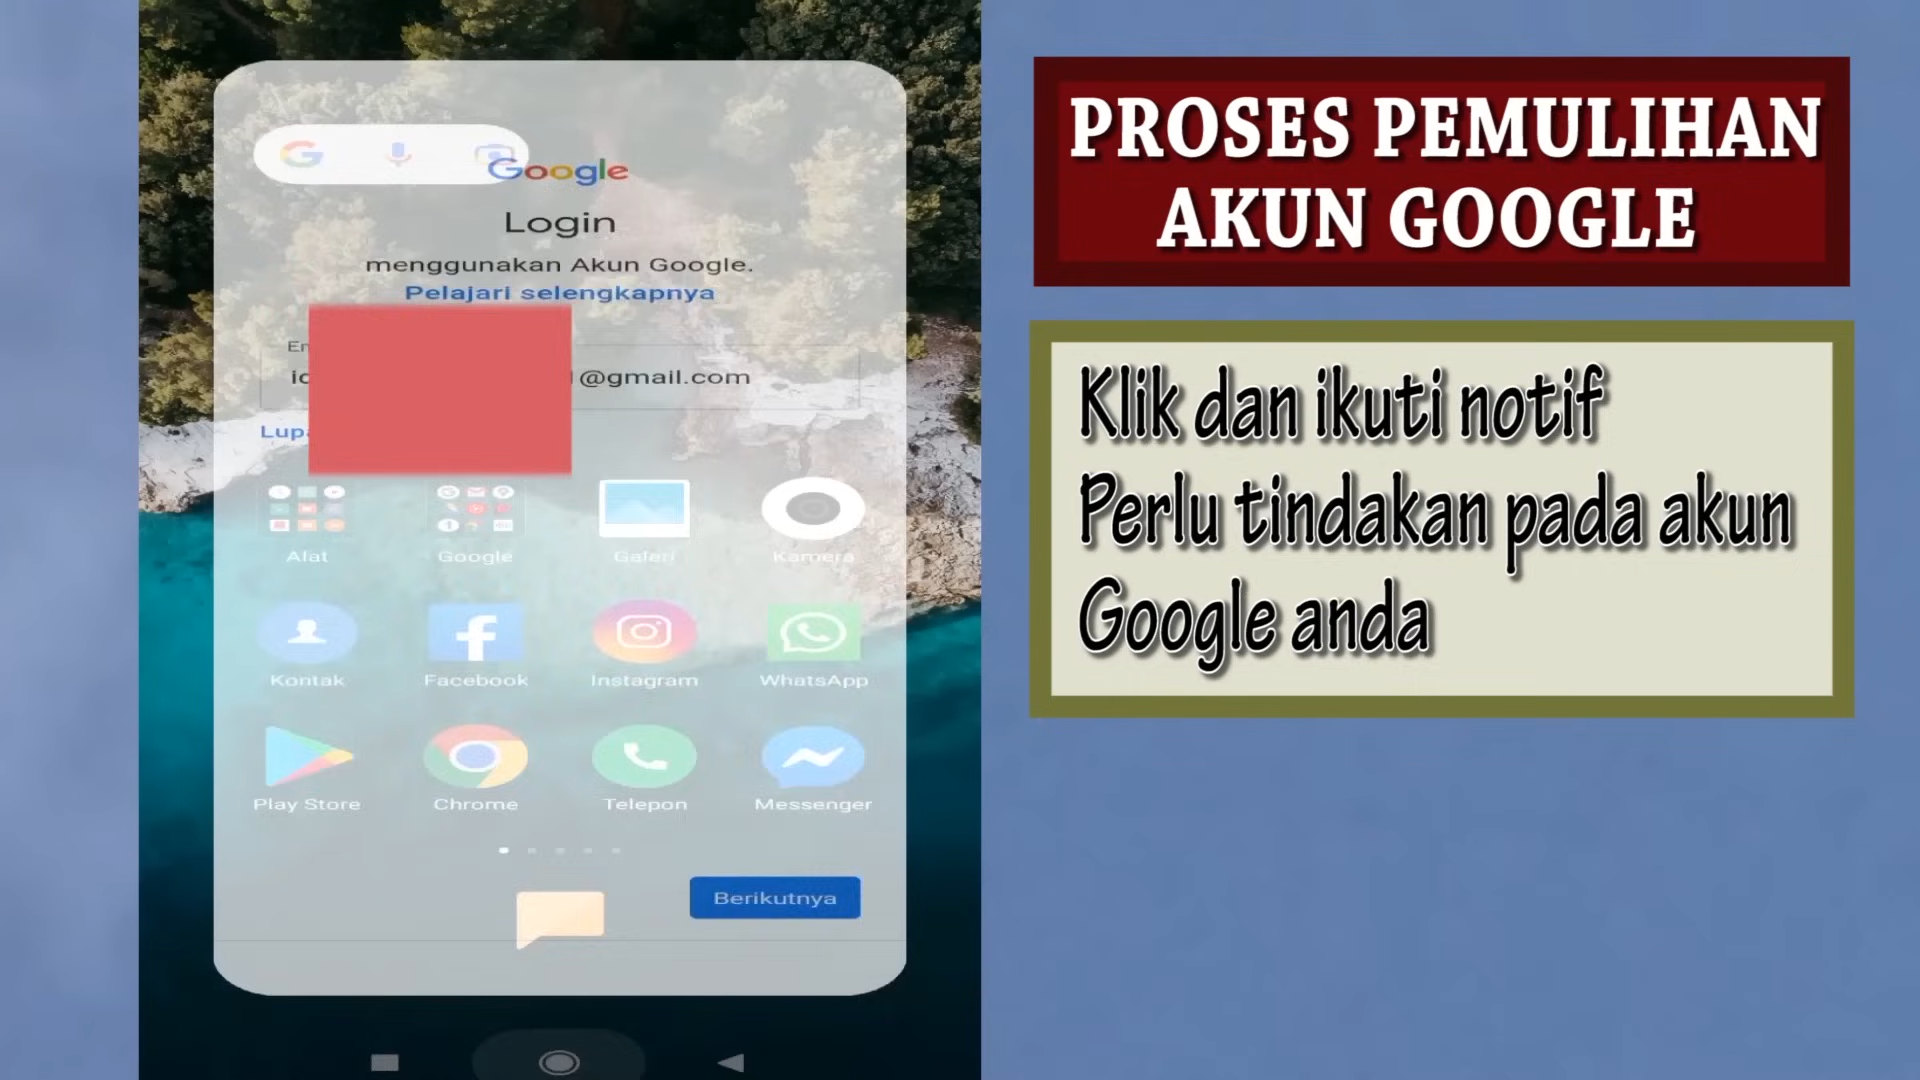 PROSES PEMULIHAN
AKUN GOOGLE
Klik dan ikuti notif
Perlu tindakan pada akun
Google anda
Google
Login
menggunakan Akun Google.
Pelajari selengkapnya
@gmail.com
Alat Google Galeri Kamera
Kontak Facebook Instagram WhatsApp
Play Store Chrome Telepon Messenger
Berikutnya